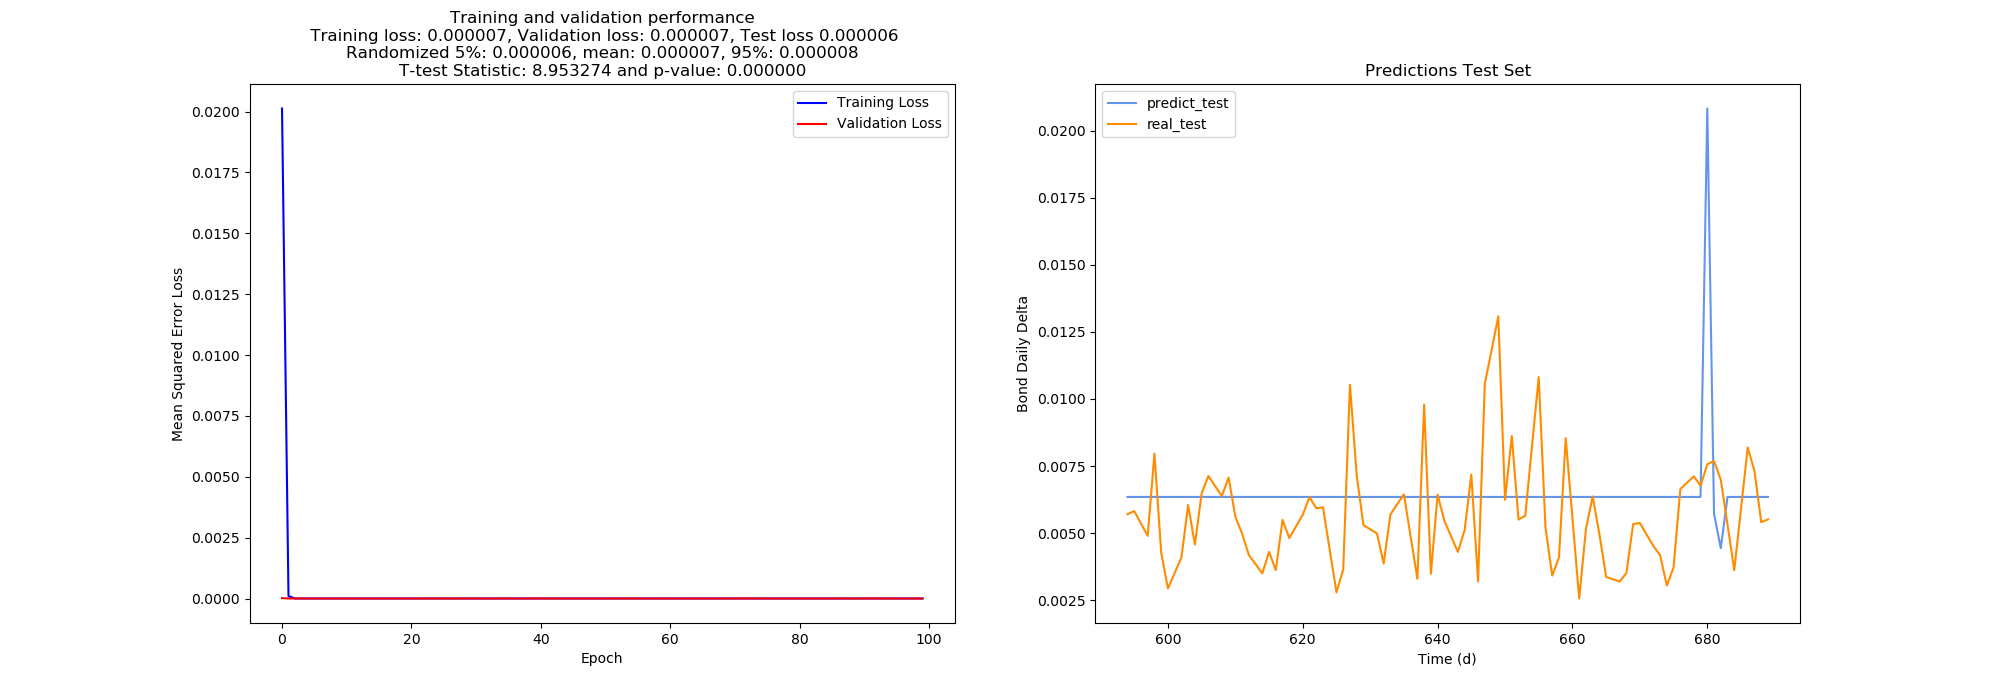 Training and validation performance
Training loss: 0.000007, Validation loss: 0.000007, Test loss 0.000006
Randomized 5%: 0.000006, mean: 0.000007, 95%: 0.000008
T-test Statistic: 8.953274 and p-value: 0.000000
Training Loss
Validation Loss
Mean Squared Error Loss
0.0200
0.0175
0.0150
0.0125
0.0100
0.0075
0.0050
0.0025
0.0000
0 20 40 60 80 100
Epoch
Predictions Test Set
predict_test
real_test
Bond Daily Delta
0.0200
0.0175
0.0150
0.0125
0.0100
0.0075
0.0050
0.0025
600 620 640 660 680
Time (d)